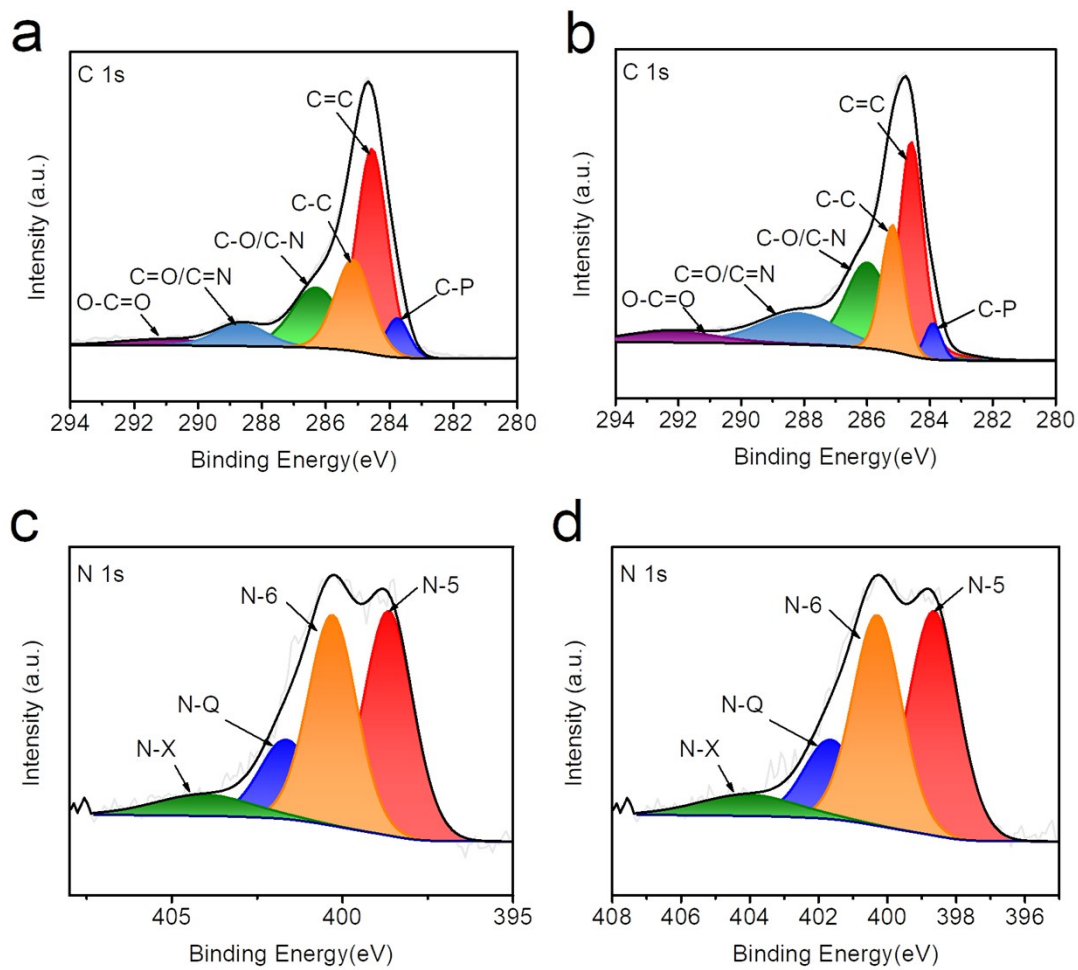 a
C 1s
C=C
C-C
C-O/C-N
C=O/C=N
O-C=O
C-P
Intensity (a.u.)
294 292 290 288 286 284 282 280
Binding Energy(eV)
b
C 1s
C=C
C-C
C-O/C-N
C=O/C=N
O-C=O
C-P
Intensity (a.u.)
294 292 290 288 286 284 282 280
Binding Energy(eV)
c
N 1s
N-6
N-5
N-Q
N-X
Intensity (a.u.)
405 400 395
Binding Energy(eV)
d
N 1s
N-6
N-5
N-Q
N-X
Intensity (a.u.)
408 406 404 402 400 398 396
Binding Energy(eV)